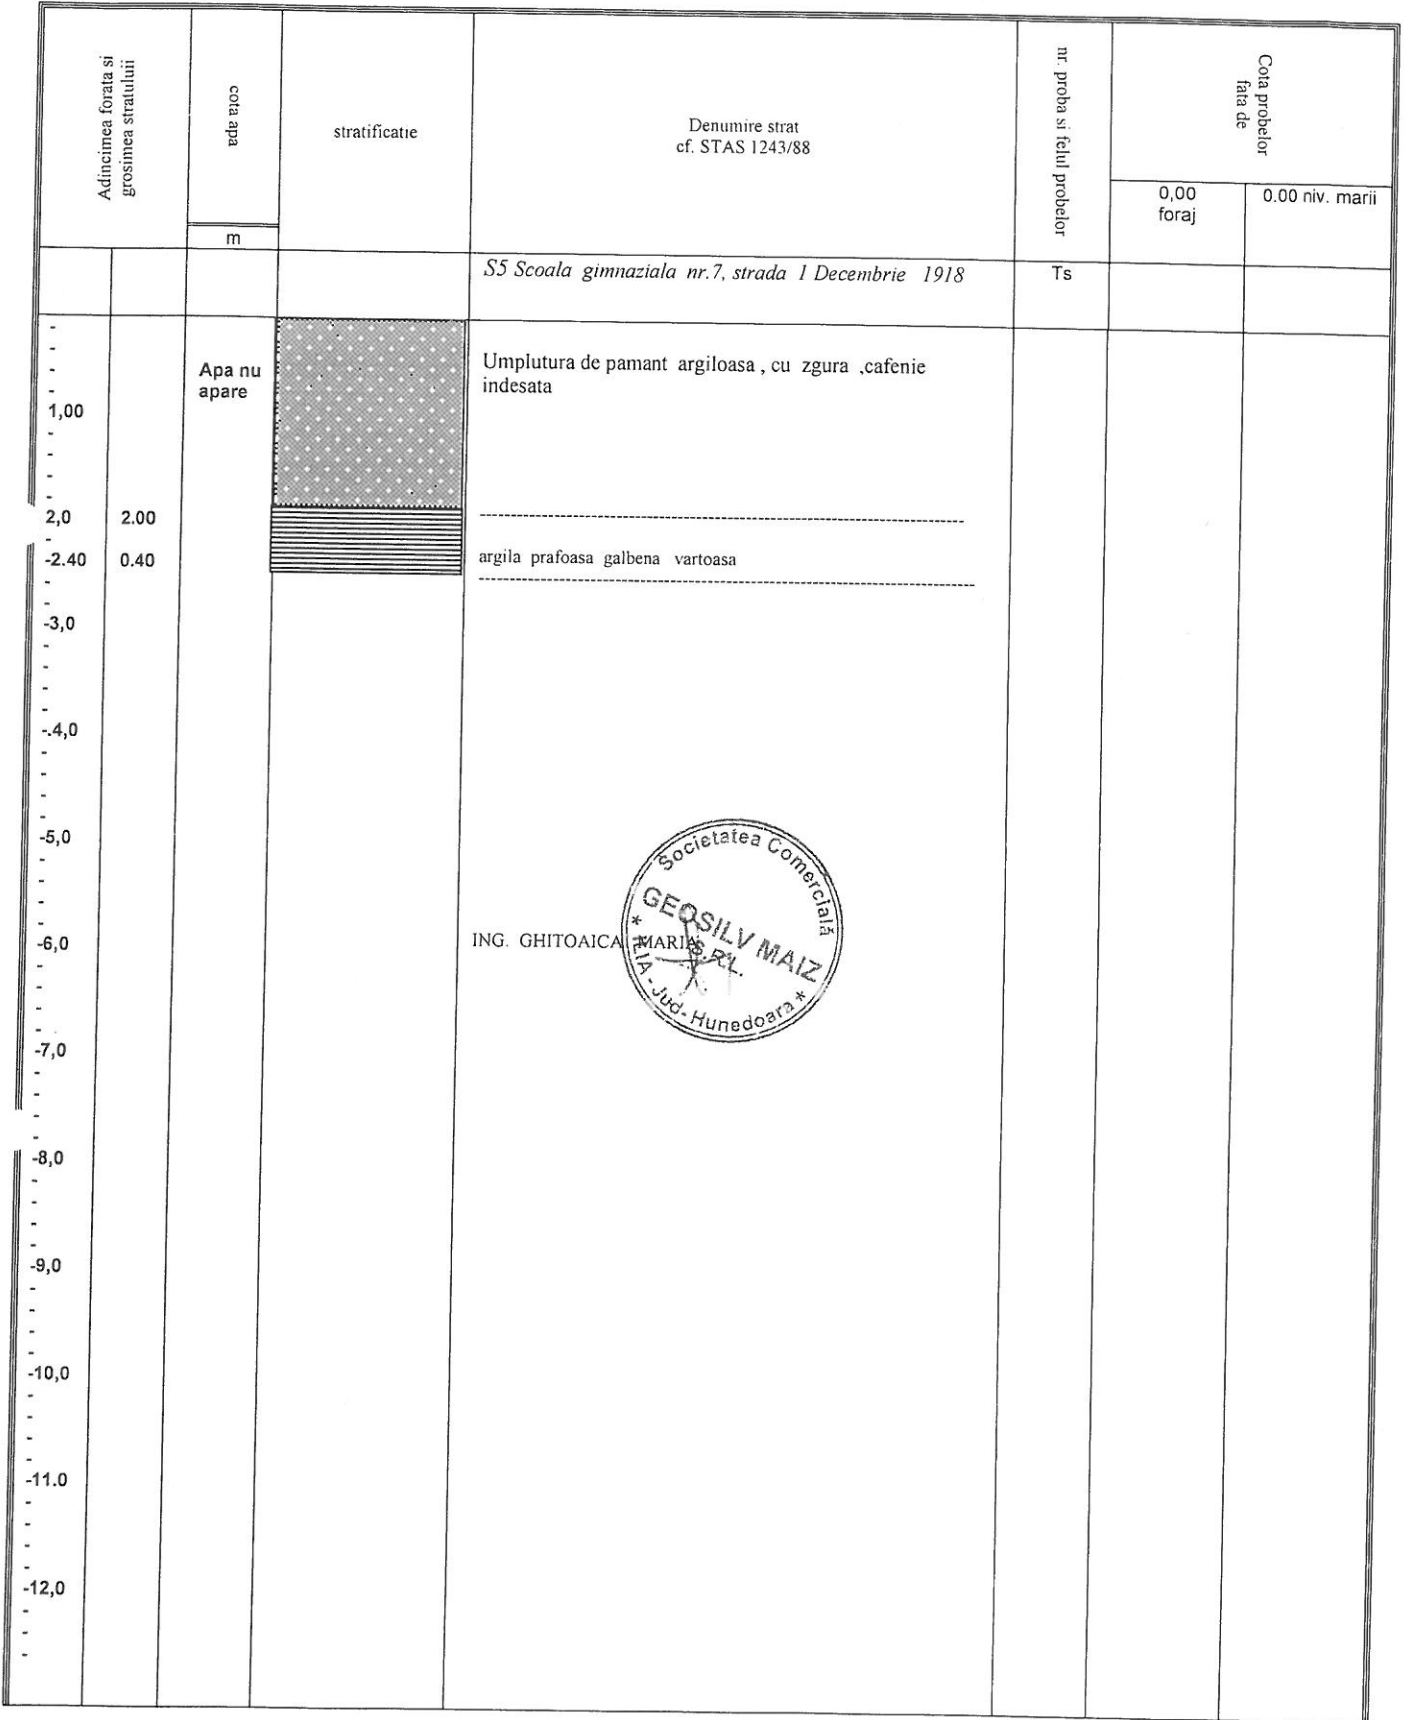 Adincimea forata si
grosimea stratului
cota apa
m
stratificatie
Denumire strat
cf. STAS 1243/88
nr. proba si felul probelor
Cota probelor
fata de
0,00
foraj
0.00 niv. marii
S5 Scoala gimnaziala nr.7, strada 1 Decembrie 1918
Ts
Apa nu
apare
Umplutura de pamant argiloasa , cu zgura ,cafenie
indesata
1,00
2,0 2.00
-2.40 0.40
argila prafoasa galbena vartoasa
-3,0
-.4,0
-5,0
-6,0
ING. GHITOAICA MARIA
Societatea Comercială
GEOSILV MAIZ
S.R.L.
* ILIA - Jud. Hunedoara *
-7,0
-8,0
-9,0
-10,0
-11.0
-12,0